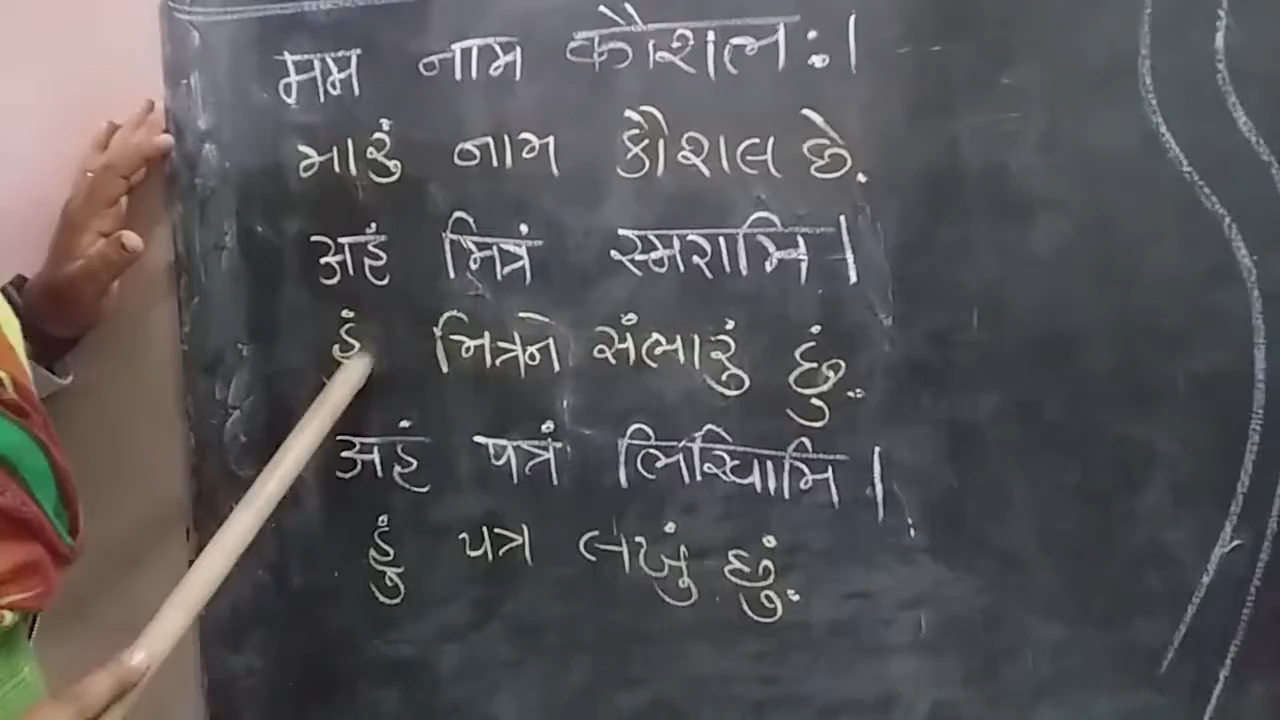 मम नाम कौशलः।
મારું નામ કૌશલ છે.
अहं मित्रं स्मरामि।
હું મિત્રને સંભારું છું.
अहं पत्रं लिखामि।
હું પત્ર લખું છું.